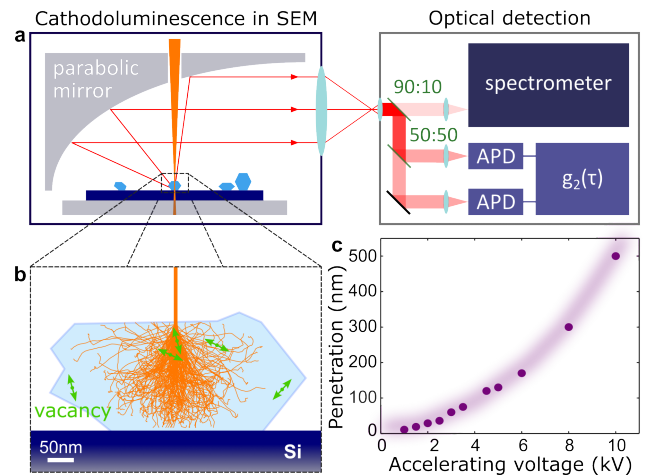 Cathodoluminescence in SEM
Optical detection
a
parabolic
mirror
90:10
spectrometer
50:50
APD
g₂(τ)
APD
b
vacancy
50nm
Si
c
Penetration (nm)
500
400
300
200
100
0
0
2
4
6
8
10
Accelerating voltage (kV)